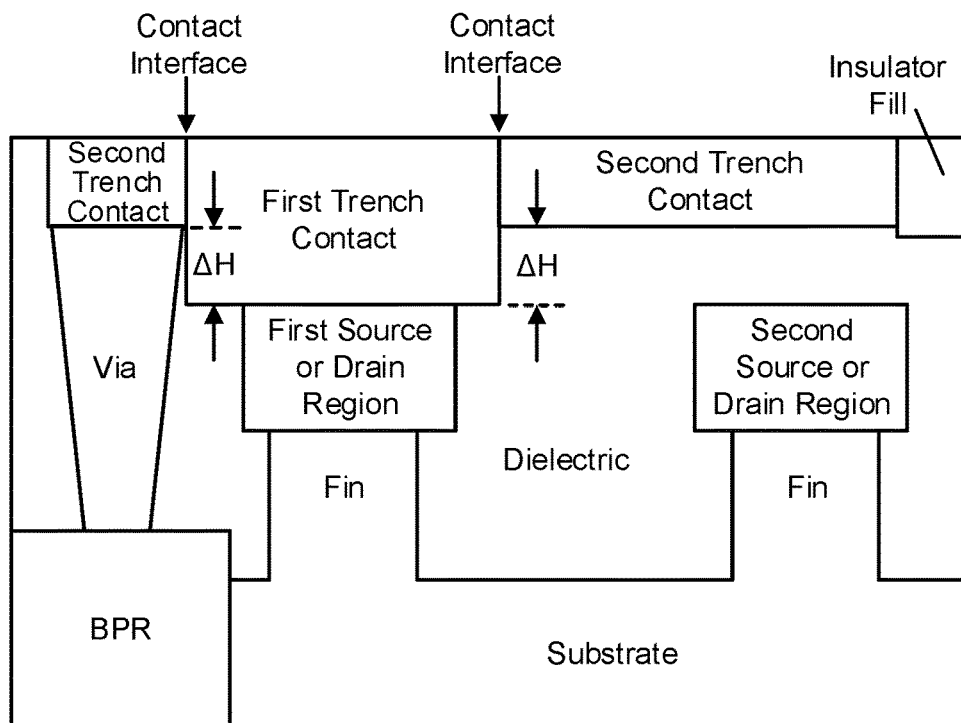 Contact
Interface
Contact
Interface
Insulator
Fill
Second
Trench
Contact
First Trench
Contact
Second Trench
Contact
ΔH
ΔH
Via
First Source
or Drain
Region
Second
Source or
Drain Region
Dielectric
Fin
Fin
BPR
Substrate